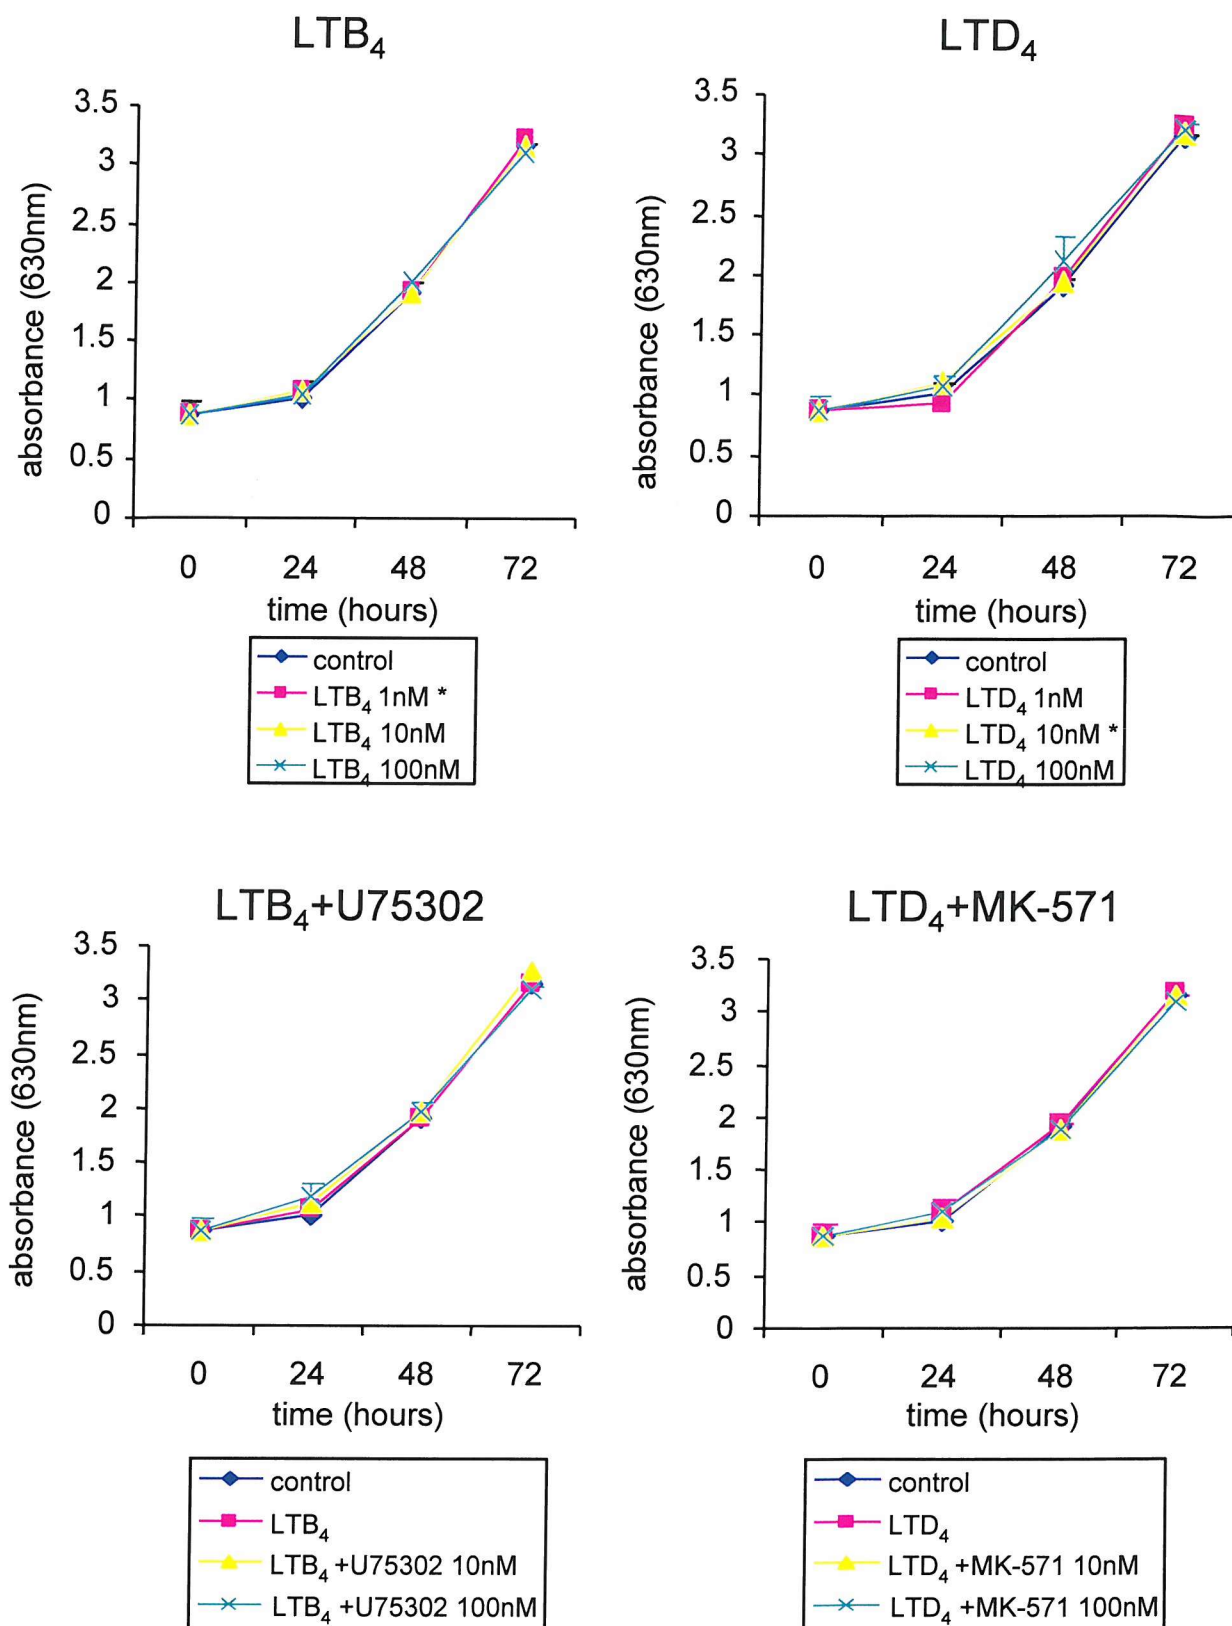 LTB₄
3.5
3
2.5
2
1.5
1
0.5
0
absorbance (630nm)
0 24 48 72
time (hours)
control
LTB₄ 1nM *
LTB₄ 10nM
LTB₄ 100nM
LTD₄
3.5
3
2.5
2
1.5
1
0.5
0
absorbance (630nm)
0 24 48 72
time (hours)
control
LTD₄ 1nM
LTD₄ 10nM *
LTD₄ 100nM
LTB₄+U75302
3.5
3
2.5
2
1.5
1
0.5
0
absorbance (630nm)
0 24 48 72
time (hours)
control
LTB₄
LTB₄ +U75302 10nM
LTB₄ +U75302 100nM
LTD₄+MK-571
3.5
3
2.5
2
1.5
1
0.5
0
absorbance (630nm)
0 24 48 72
time (hours)
control
LTD₄
LTD₄ +MK-571 10nM
LTD₄ +MK-571 100nM